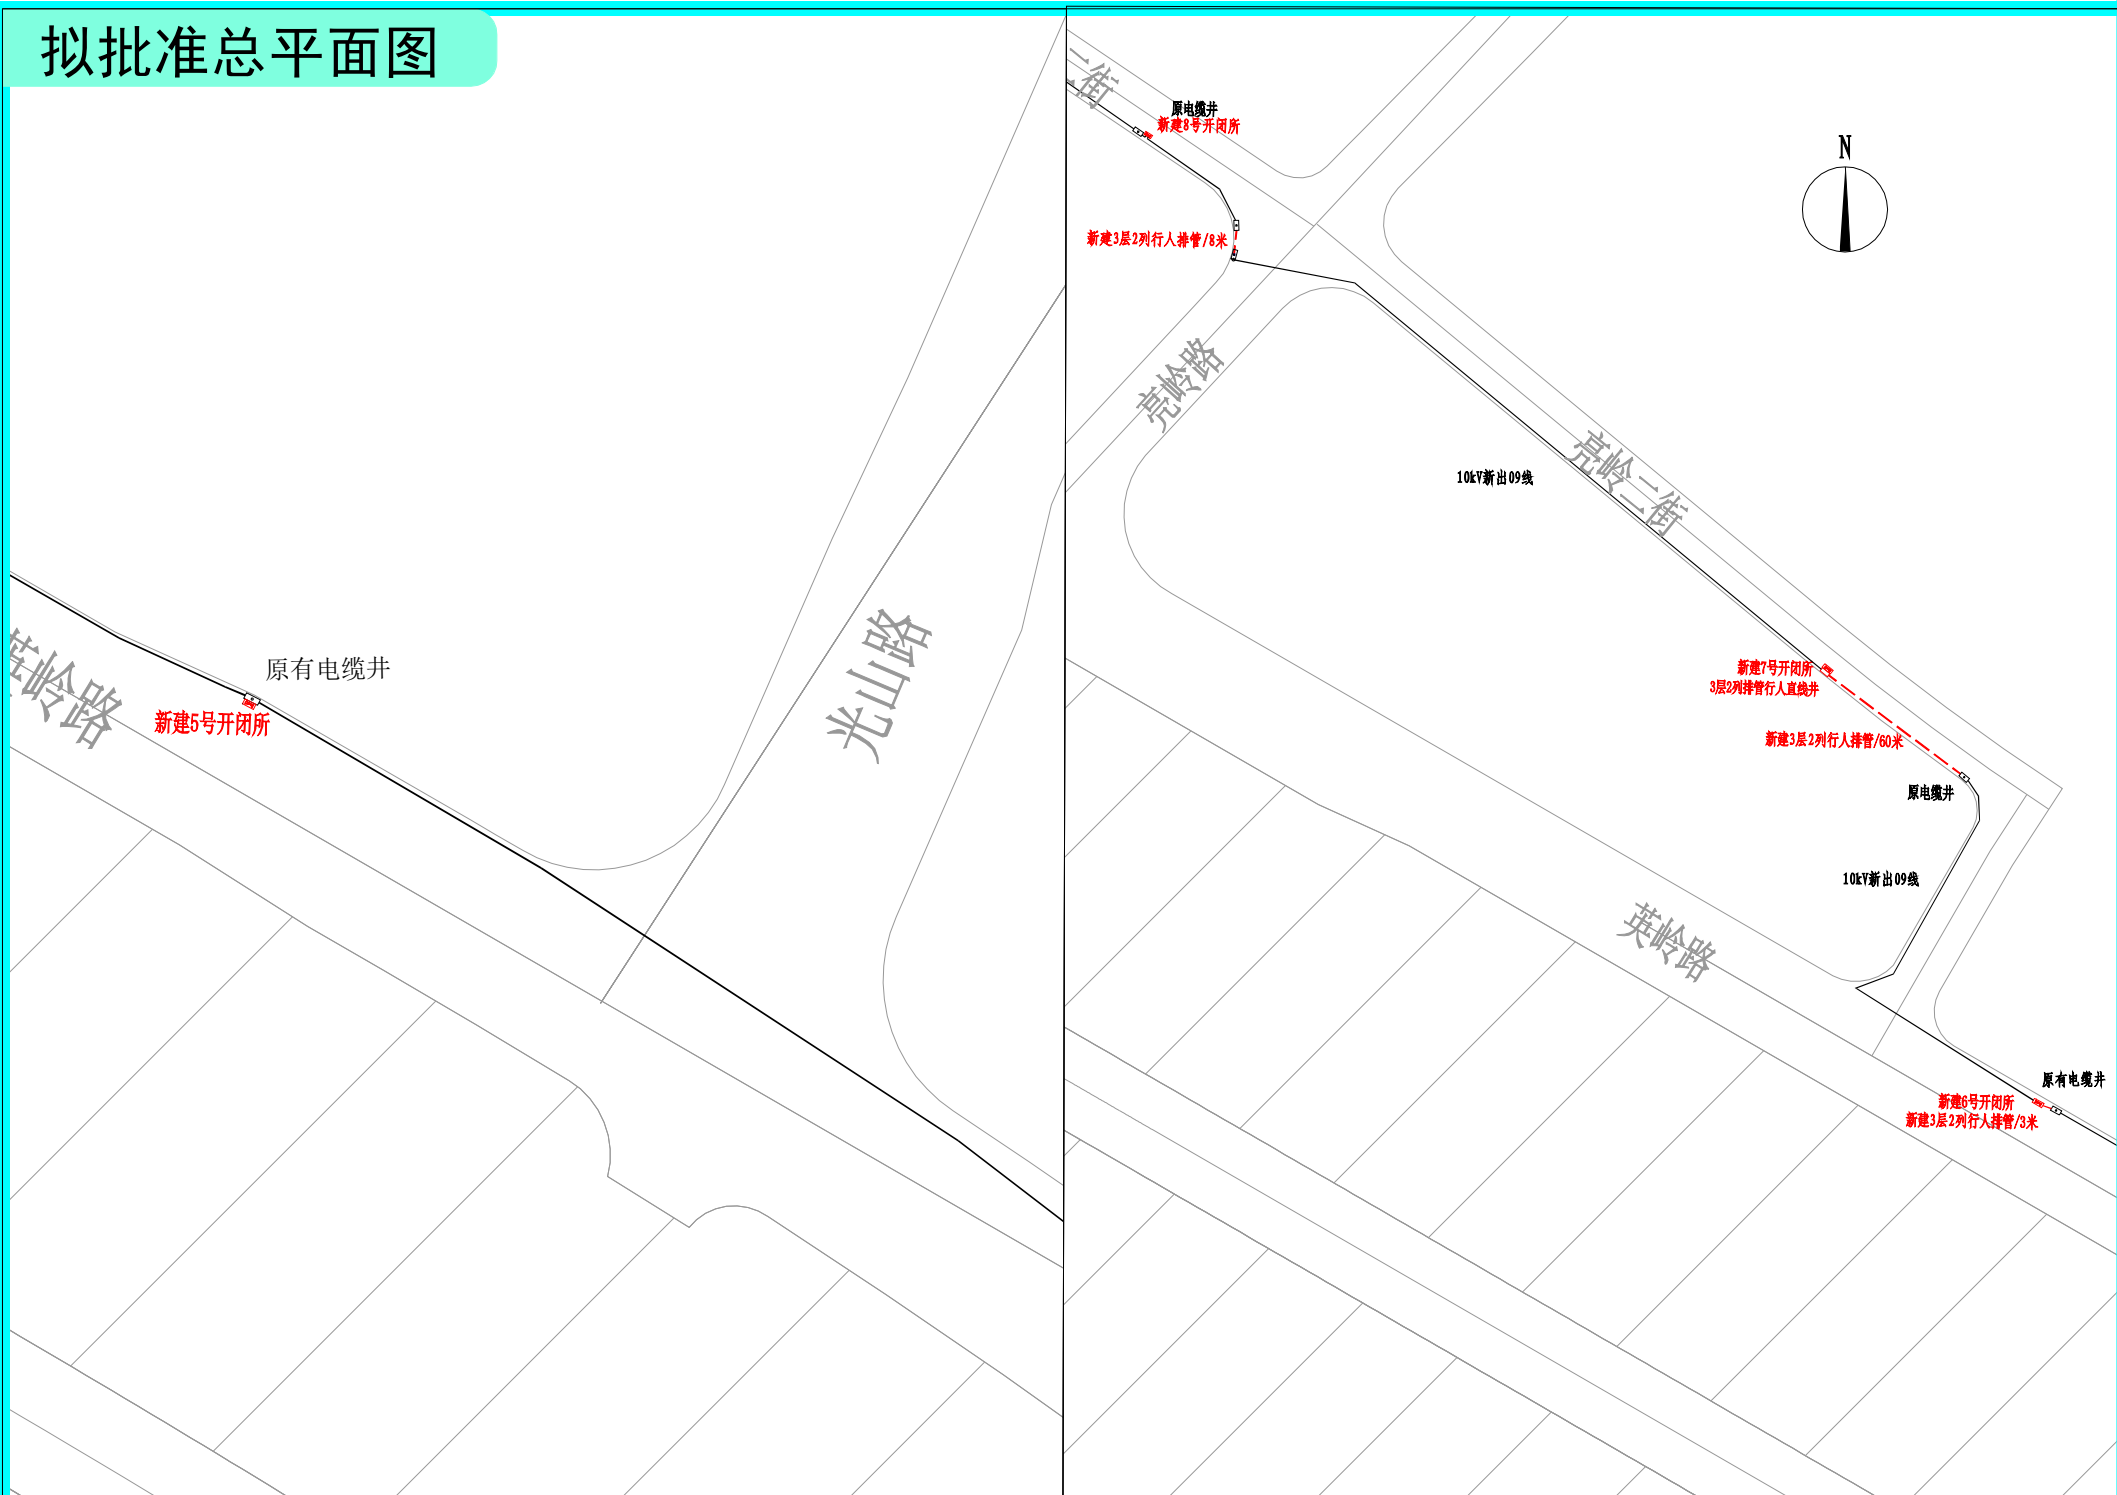 拟批准总平面图
英岭路
原有电缆井
新建5号开闭所
光山路
二街
原电缆井
新建8号开闭所
N
新建3层2列行人排管/8米
亮岭路
亮岭二街
10kV新出09线
新建7号开闭所
3层2列排管行人直线井
新建3层2列行人排管/60米
原电缆井
10kV新出09线
英岭路
原有电缆井
新建6号开闭所
新建3层2列行人排管/3米